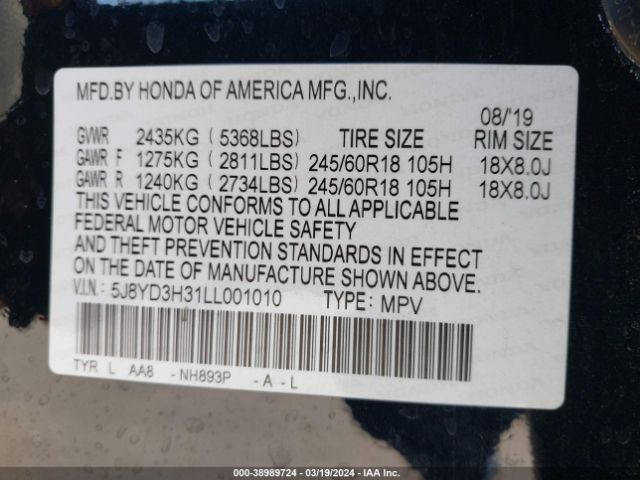 MFD.BY HONDA OF AMERICA MFG.,INC.
08/'19
GVWR 2435KG ( 5368LBS) TIRE SIZE RIM SIZE
GAWR F 1275KG ( 2811LBS) 245/60R18 105H 18X8.0J
GAWR R 1240KG ( 2734LBS) 245/60R18 105H 18X8.0J
THIS VEHICLE CONFORMS TO ALL APPLICABLE
FEDERAL MOTOR VEHICLE SAFETY
AND THEFT PREVENTION STANDARDS IN EFFECT
ON THE DATE OF MANUFACTURE SHOWN ABOVE.
V.I.N.: 5J8YD3H31LL001010 TYPE: MPV
TYR L AA8 -NH893P -A-L
000-38989724 - 03/19/2024 - IAA Inc.